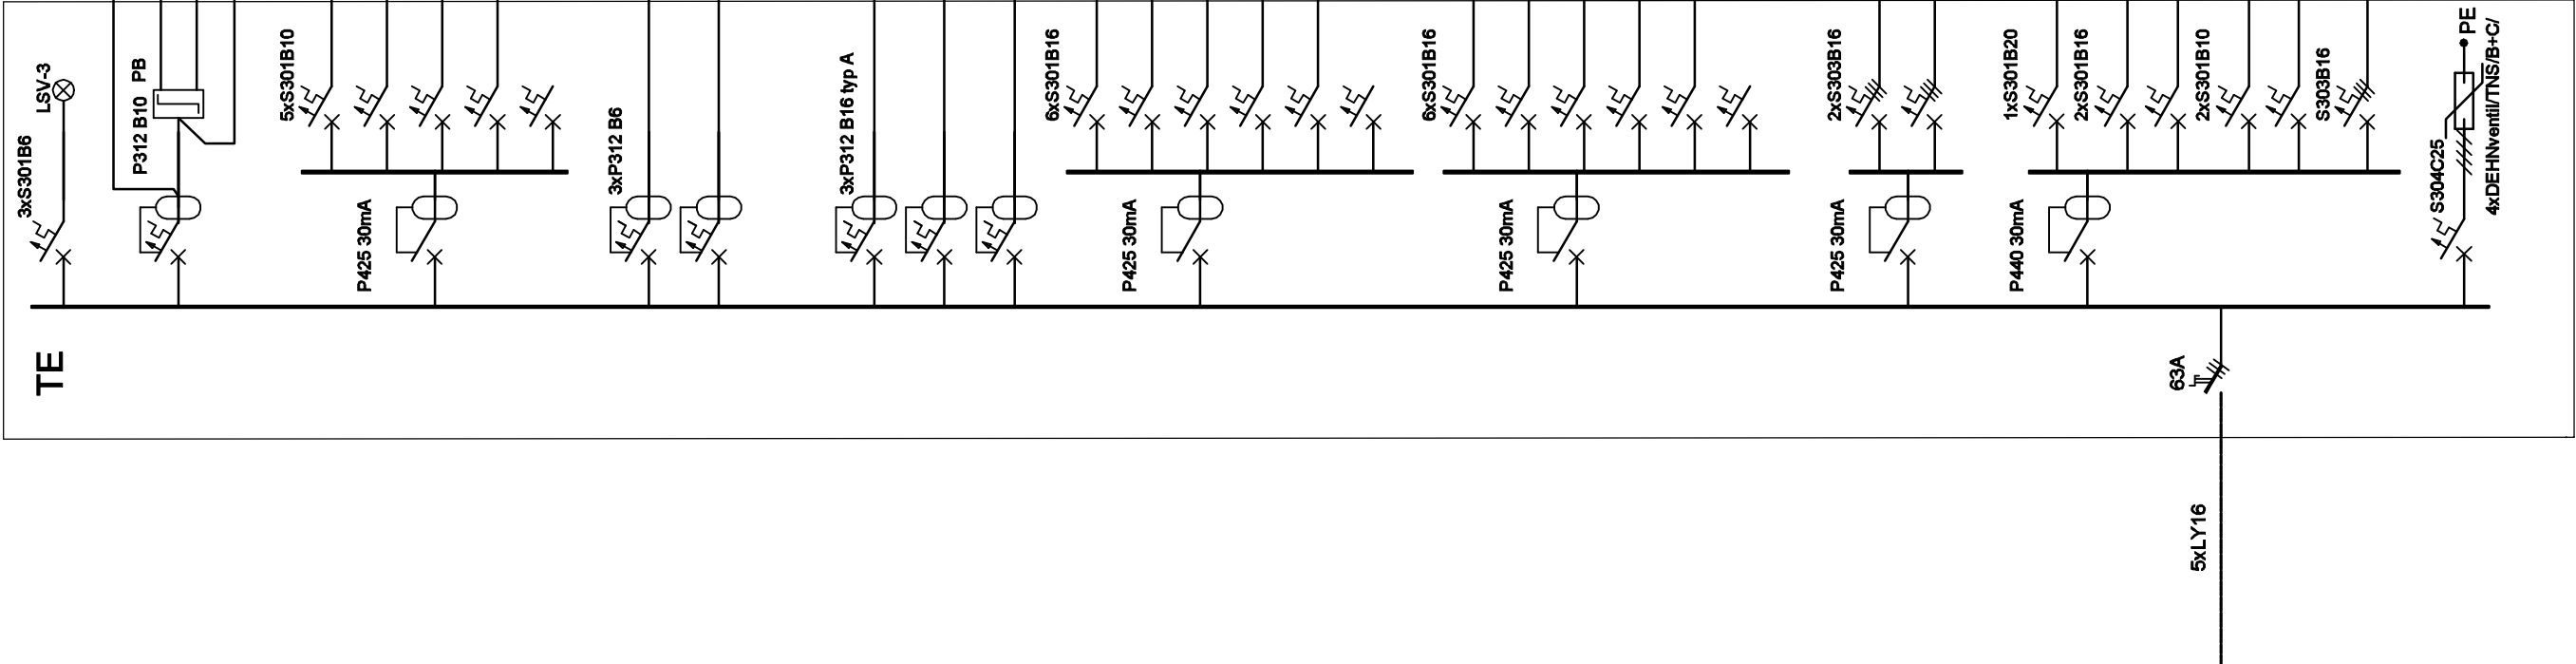 3xS301B6
LSV-3
P312 B10 PB
5xS301B10
P425 30mA
3xP312 B6
3xP312 B16 typ A
6xS301B16
P425 30mA
6xS301B16
P425 30mA
2xS303B16
P425 30mA
1xS301B20
2xS301B16
2xS301B10
S303B16
P440 30mA
S304C25
PE
4xDEHNventil/TNS/B+C/
TE
63A
5xLY16